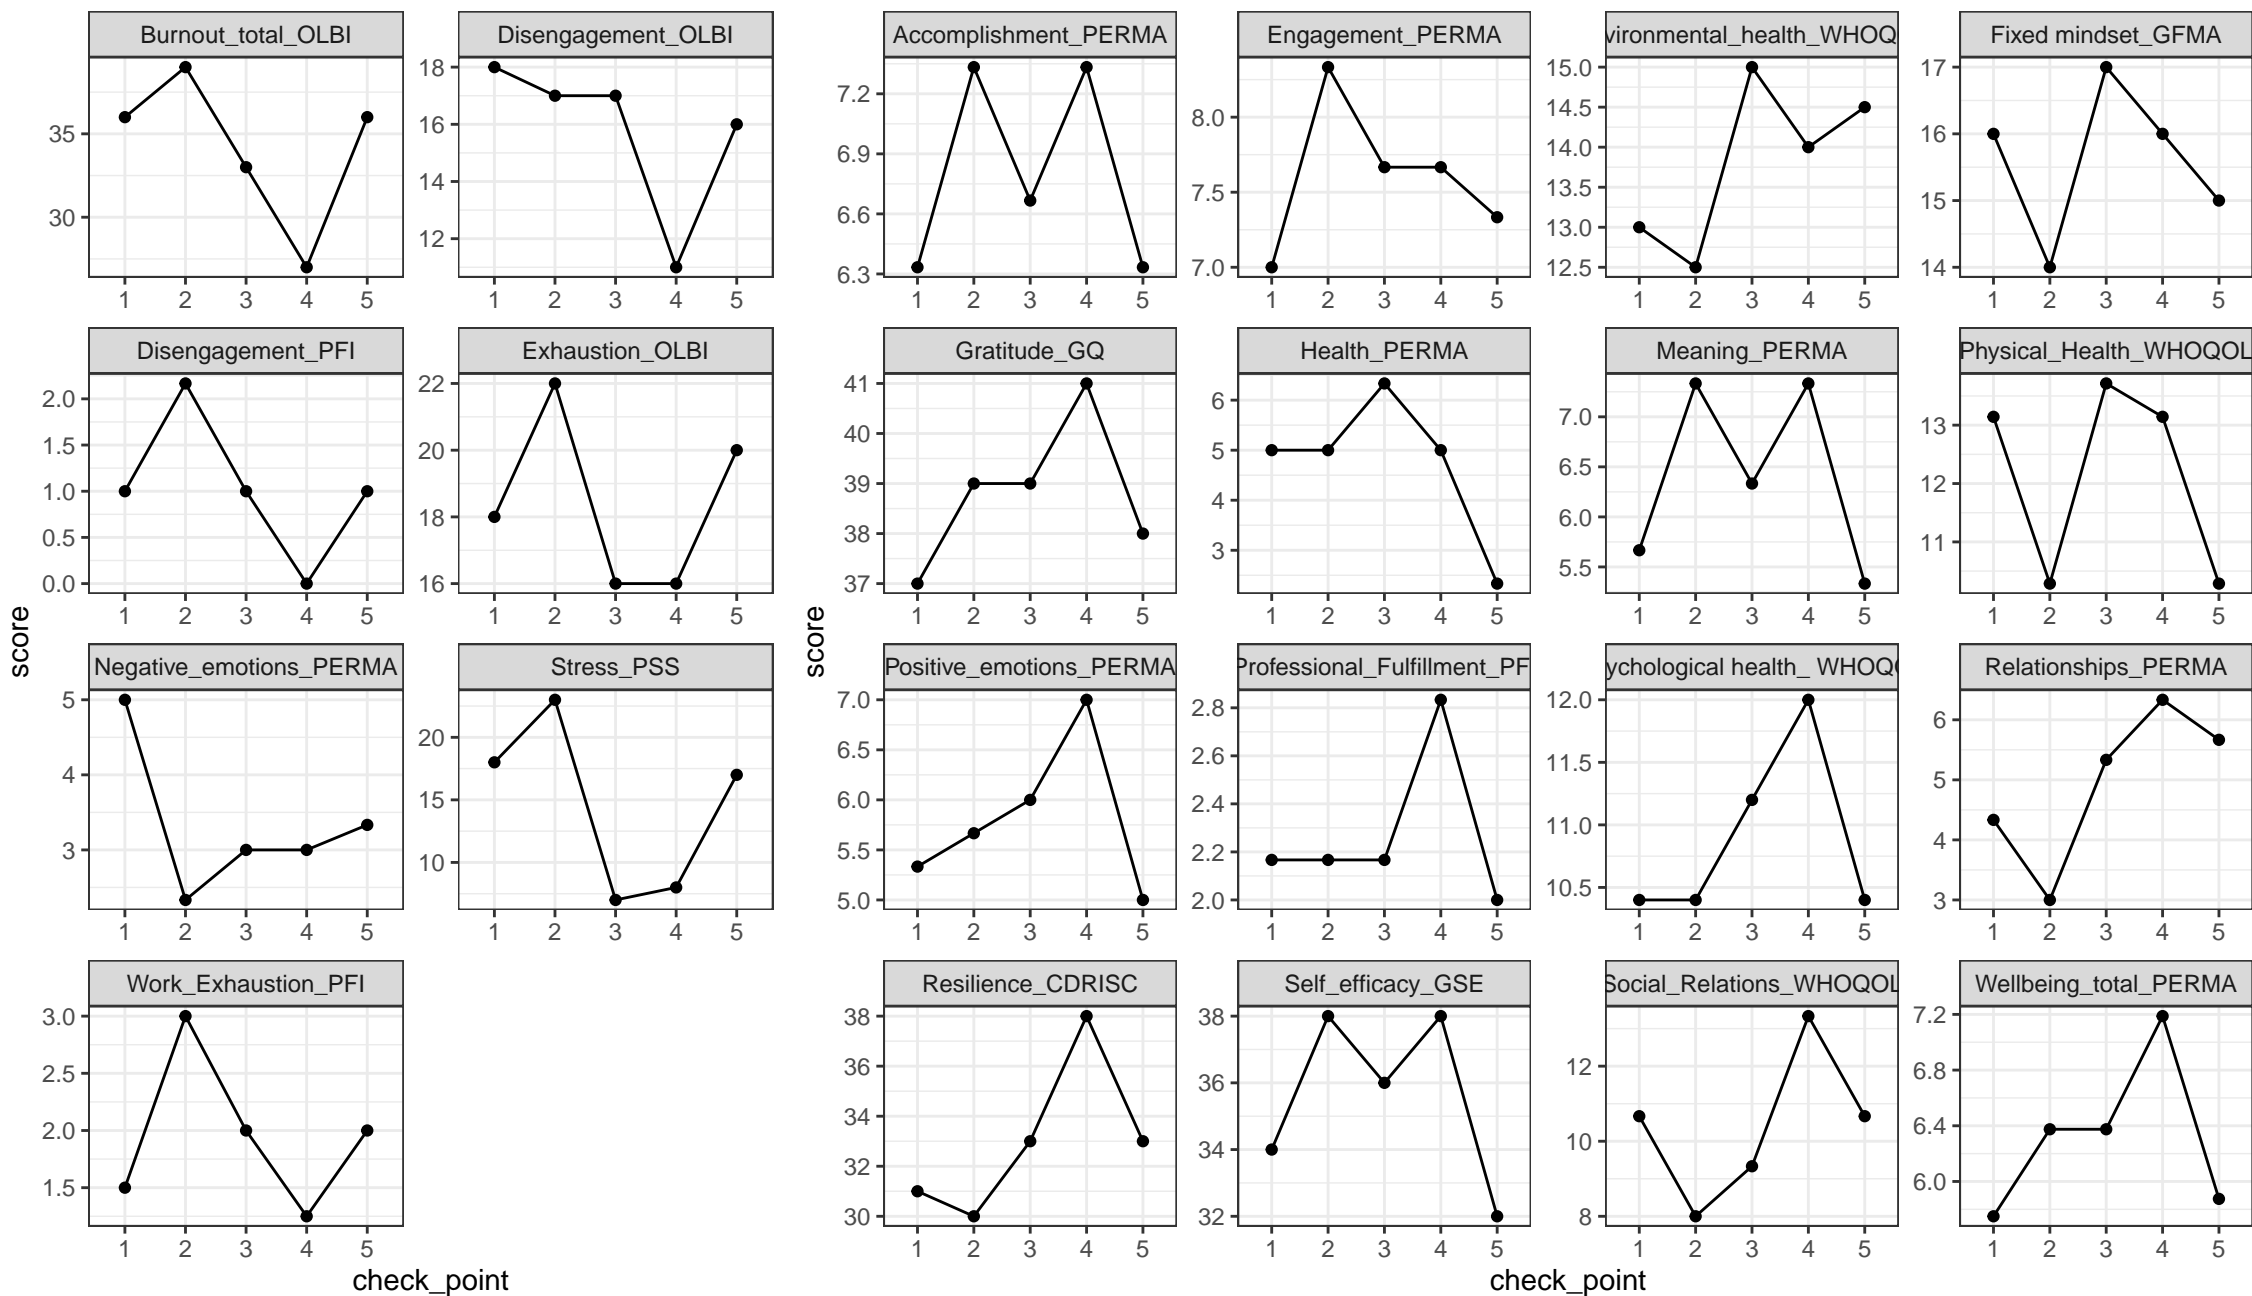 Burnout_total_OLBI
Disengagement_OLBI
Accomplishment_PERMA
Engagement_PERMA
vironmental_health_WHOQ
Fixed mindset_GFMA
35
30
1 2 3 4 5
18
16
14
12
1 2 3 4 5
7.2
6.9
6.6
6.3
1 2 3 4 5
8.0
7.5
7.0
1 2 3 4 5
15.0
14.5
14.0
13.5
13.0
12.5
1 2 3 4 5
17
16
15
14
1 2 3 4 5
Disengagement_PFI
Exhaustion_OLBI
Gratitude_GQ
Health_PERMA
Meaning_PERMA
Physical_Health_WHOQOL
2.0
1.5
1.0
0.5
0.0
1 2 3 4 5
22
20
18
16
1 2 3 4 5
41
40
39
38
37
1 2 3 4 5
6
5
4
3
1 2 3 4 5
7.0
6.5
6.0
5.5
1 2 3 4 5
13
12
11
1 2 3 4 5
score
score
Negative_emotions_PERMA
Stress_PSS
Positive_emotions_PERMA
Professional_Fulfillment_PF
ychological health_ WHOQ
Relationships_PERMA
5
4
3
1 2 3 4 5
20
15
10
1 2 3 4 5
7.0
6.5
6.0
5.5
5.0
1 2 3 4 5
2.8
2.6
2.4
2.2
2.0
1 2 3 4 5
12.0
11.5
11.0
10.5
1 2 3 4 5
6
5
4
3
1 2 3 4 5
Work_Exhaustion_PFI
Resilience_CDRISC
Self_efficacy_GSE
Social_Relations_WHOQOL
Wellbeing_total_PERMA
3.0
2.5
2.0
1.5
1 2 3 4 5
38
36
34
32
30
1 2 3 4 5
38
36
34
32
1 2 3 4 5
12
10
8
1 2 3 4 5
7.2
6.8
6.4
6.0
1 2 3 4 5
check_point
check_point